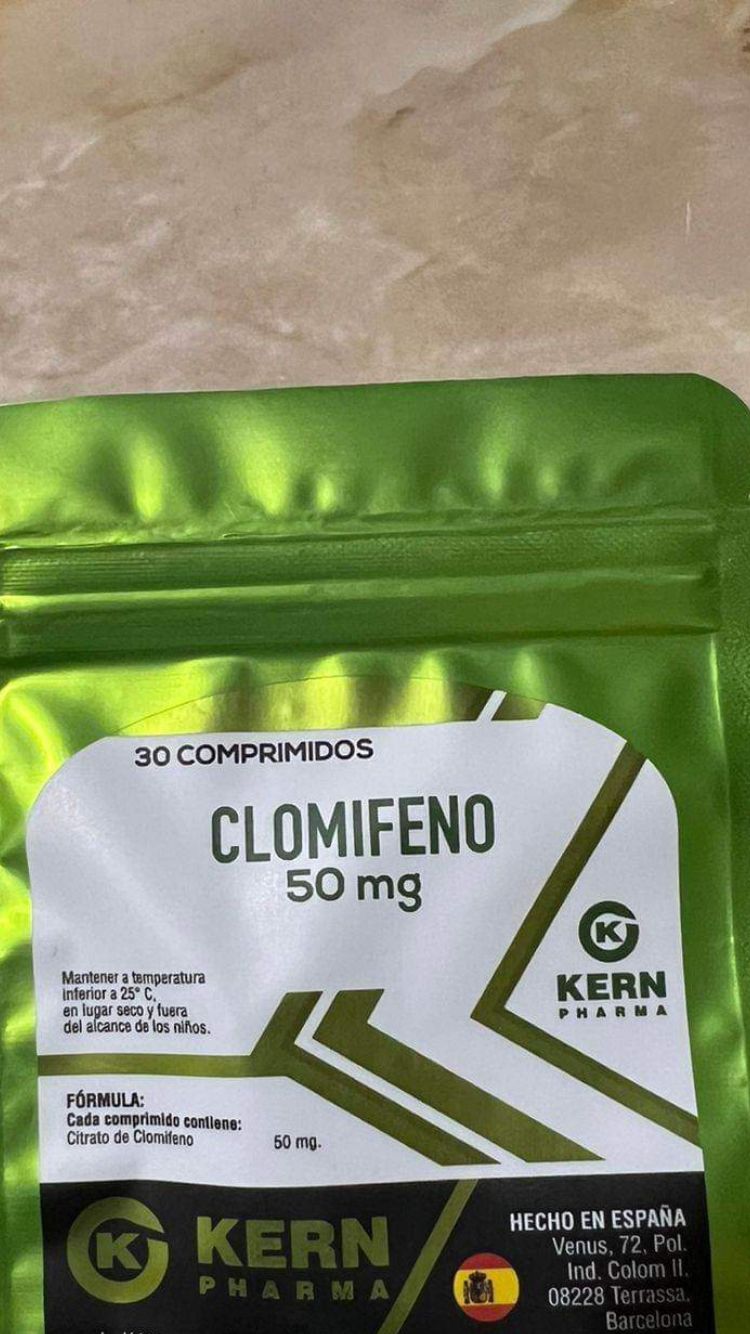 30 COMPRIMIDOS
CLOMIFENO
50 mg
Mantener a temperatura
inferior a 25° C,
en lugar seco y fuera
del alcance de los niños.
K
KERN
PHARMA
FÓRMULA:
Cada comprimido contiene:
Citrato de Clomifeno 50 mg.
K
KERN
PHARMA
HECHO EN ESPAÑA
Venus, 72, Pol.
Ind. Colom II.
08228 Terrassa.
Barcelona